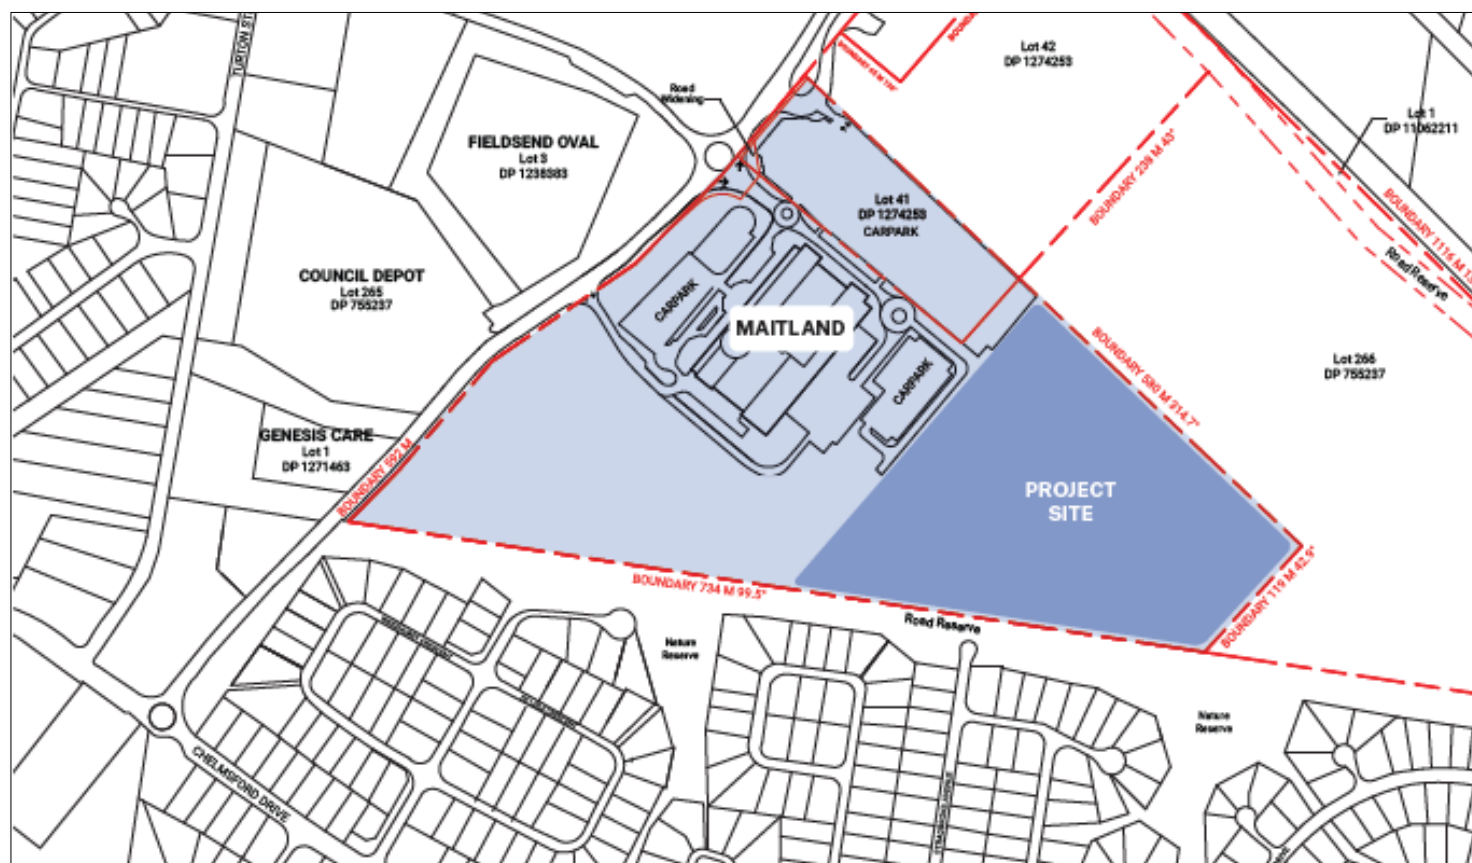 TURTON ST
Lot 42
DP 1274253
Road
Widening
Lot 1
DP 11062211
FIELDSEND OVAL
Lot 3
DP 1238383
BOUNDARY 239 M 43°
Lot 41
DP 1274253
CARPARK
BOUNDARY 1116 M
Road Reserve
COUNCIL DEPOT
Lot 265
DP 755237
CARPARK
MAITLAND
BOUNDARY 580 M 214.7°
Lot 266
DP 755237
CARPARK
GENESIS CARE
Lot 1
DP 1271463
BOUNDARY 592 M
PROJECT
SITE
BOUNDARY 734 M 99.5°
BOUNDARY 119 M 42.9°
Road Reserve
Nature
Reserve
Nature
Reserve
CHELMSFORD DRIVE